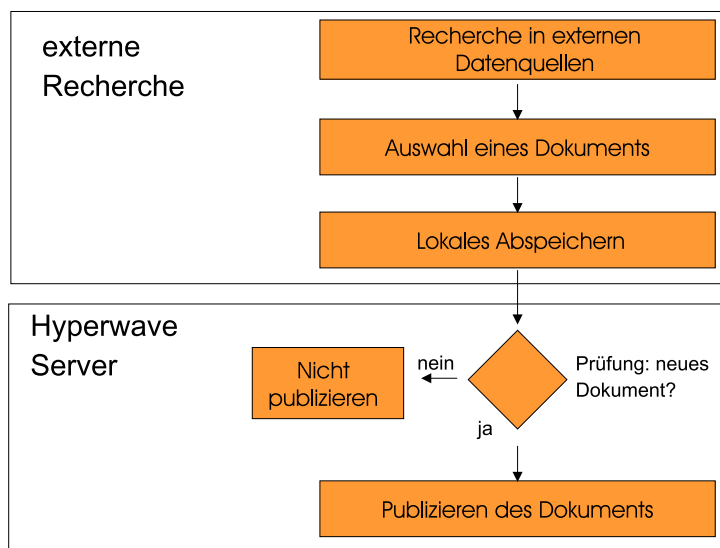 externe
Recherche
Recherche in externen
Datenquellen
Auswahl eines Dokuments
Lokales Abspeichern
Hyperwave
Server
Nicht
publizieren
nein
Prüfung: neues
Dokument?
ja
Publizieren des Dokuments